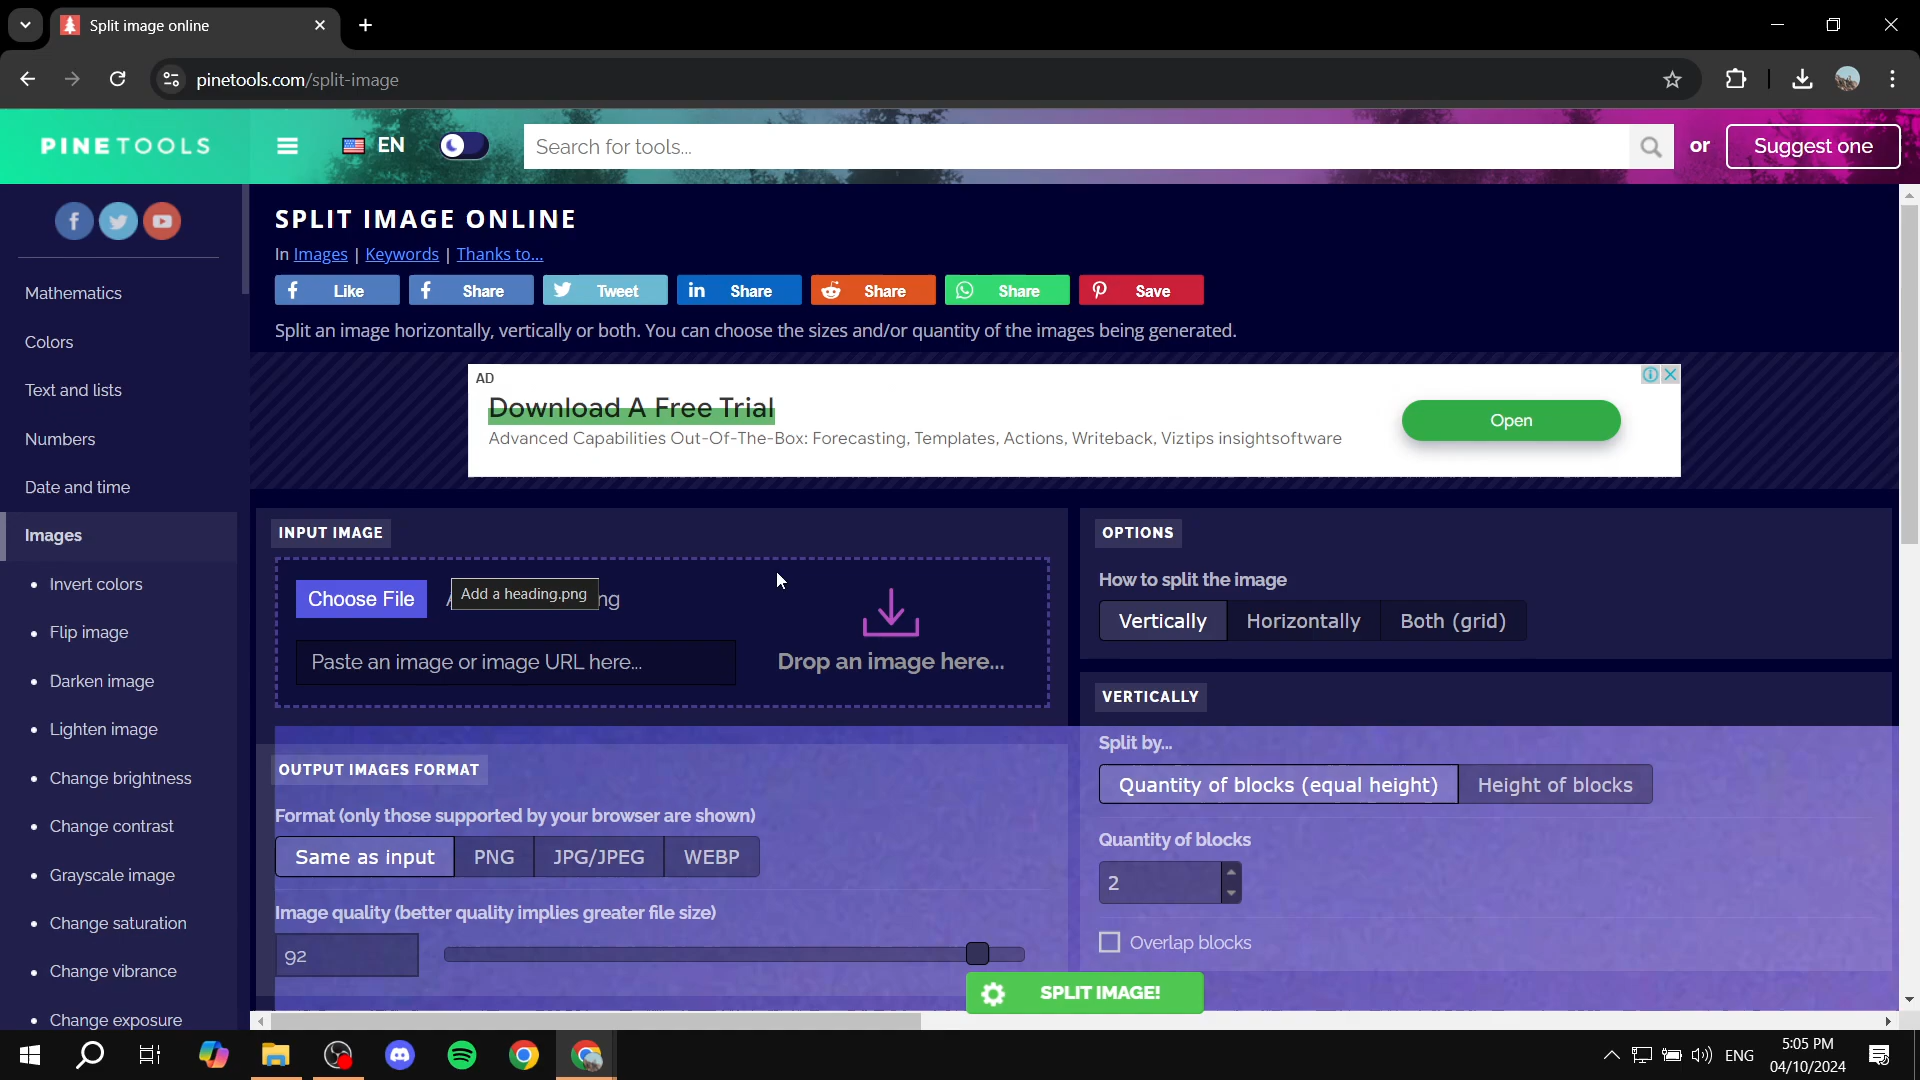 Split image online
pinetools.com/split-image
PINETOOLS
EN
Search for tools...
or
Suggest one
SPLIT IMAGE ONLINE
In Images | Keywords | Thanks to...
Like
Share
Tweet
Share
Share
Share
Save
Split an image horizontally, vertically or both. You can choose the sizes and/or quantity of the images being generated.
AD
Download A Free Trial
Advanced Capabilities Out-Of-The-Box: Forecasting, Templates, Actions, Writeback, Viztips insightsoftware
Open
Mathematics
Colors
Text and lists
Numbers
Date and time
Images
Invert colors
Flip image
Darken image
Lighten image
Change brightness
Change contrast
Grayscale image
Change saturation
Change vibrance
Change exposure
INPUT IMAGE
Choose File
Add a heading.png
ng
Paste an image or image URL here...
Drop an image here...
OUTPUT IMAGES FORMAT
Format (only those supported by your browser are shown)
Same as input PNG JPG/JPEG WEBP
Image quality (better quality implies greater file size)
92
OPTIONS
How to split the image
Vertically Horizontally Both (grid)
VERTICALLY
Split by...
Quantity of blocks (equal height) Height of blocks
Quantity of blocks
2
Overlap blocks
SPLIT IMAGE!
ENG
5:05 PM
04/10/2024